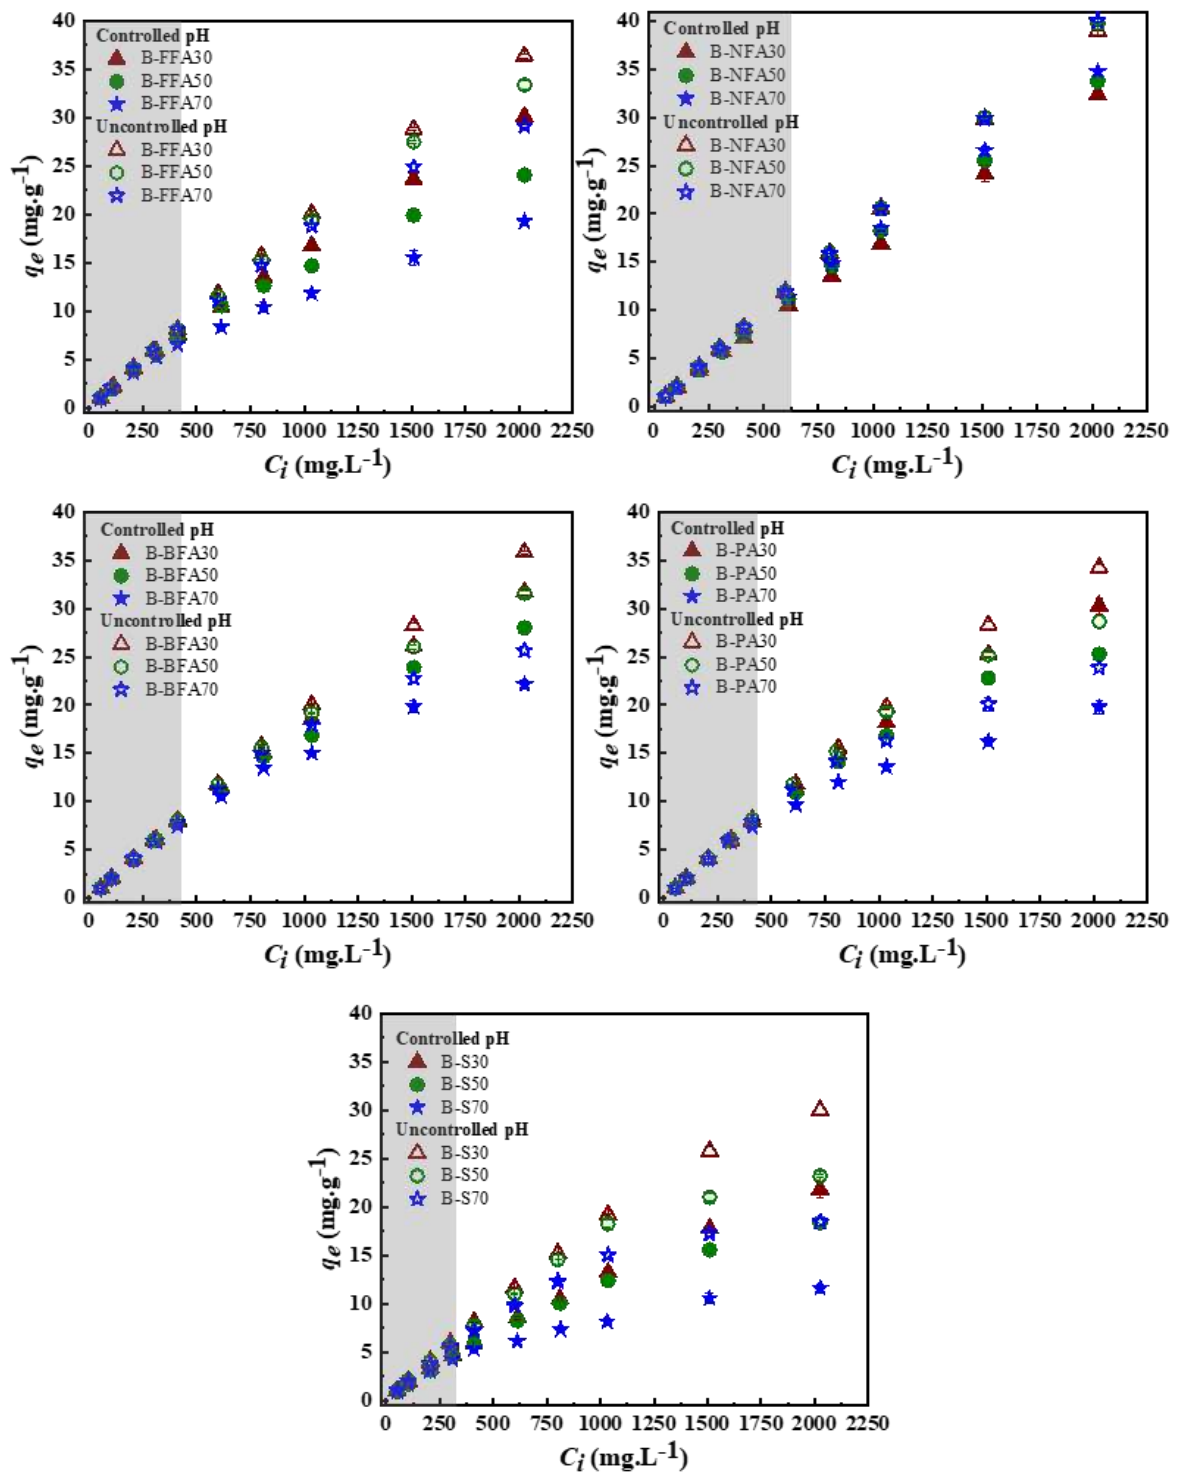 Controlled pH
B-FFA30
B-FFA50
B-FFA70
Uncontrolled pH
B-FFA30
B-FFA50
B-FFA70
40
35
30
25
20
15
10
5
0
qe (mg.g-1)
0 250 500 750 1000 1250 1500 1750 2000 2250
Ci (mg.L-1)
Controlled pH
B-NFA30
B-NFA50
B-NFA70
Uncontrolled pH
B-NFA30
B-NFA50
B-NFA70
40
35
30
25
20
15
10
5
0
qe (mg.g-1)
0 250 500 750 1000 1250 1500 1750 2000 2250
Ci (mg.L-1)
Controlled pH
B-BFA30
B-BFA50
B-BFA70
Uncontrolled pH
B-BFA30
B-BFA50
B-BFA70
40
35
30
25
20
15
10
5
0
qe (mg.g-1)
0 250 500 750 1000 1250 1500 1750 2000 2250
Ci (mg.L-1)
Controlled pH
B-PA30
B-PA50
B-PA70
Uncontrolled pH
B-PA30
B-PA50
B-PA70
40
35
30
25
20
15
10
5
0
qe (mg.g-1)
0 250 500 750 1000 1250 1500 1750 2000 2250
Ci (mg.L-1)
Controlled pH
B-S30
B-S50
B-S70
Uncontrolled pH
B-S30
B-S50
B-S70
40
35
30
25
20
15
10
5
0
qe (mg.g-1)
0 250 500 750 1000 1250 1500 1750 2000 2250
Ci (mg.L-1)